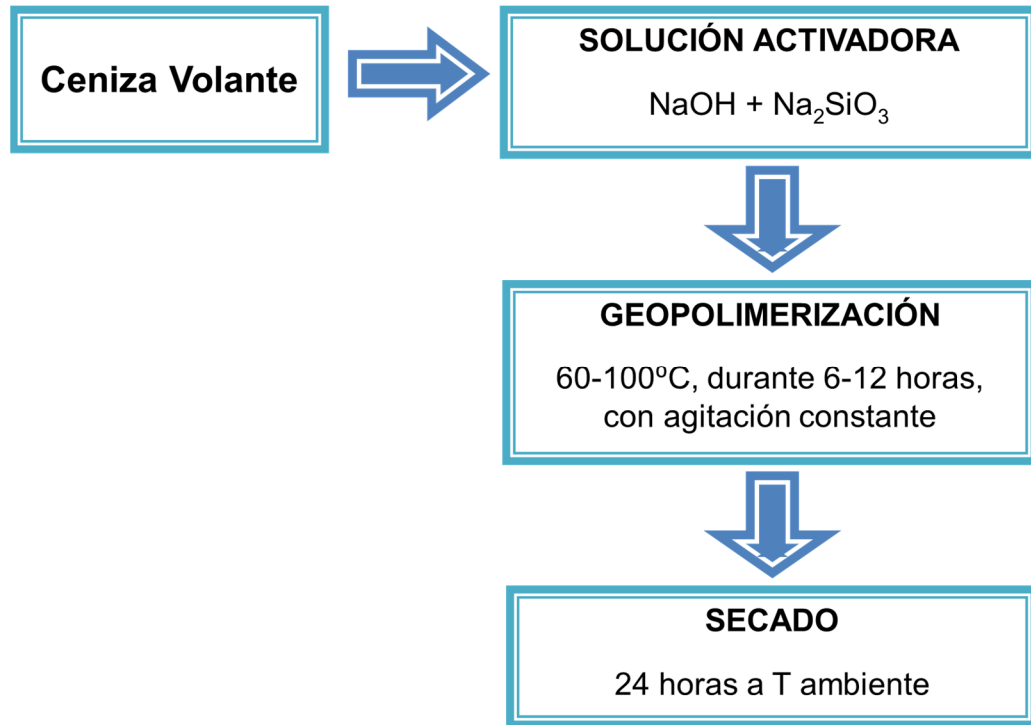 Ceniza Volante
SOLUCIÓN ACTIVADORA
NaOH + Na₂SiO₃
GEOPOLIMERIZACIÓN
60-100ºC, durante 6-12 horas,
con agitación constante
SECADO
24 horas a T ambiente